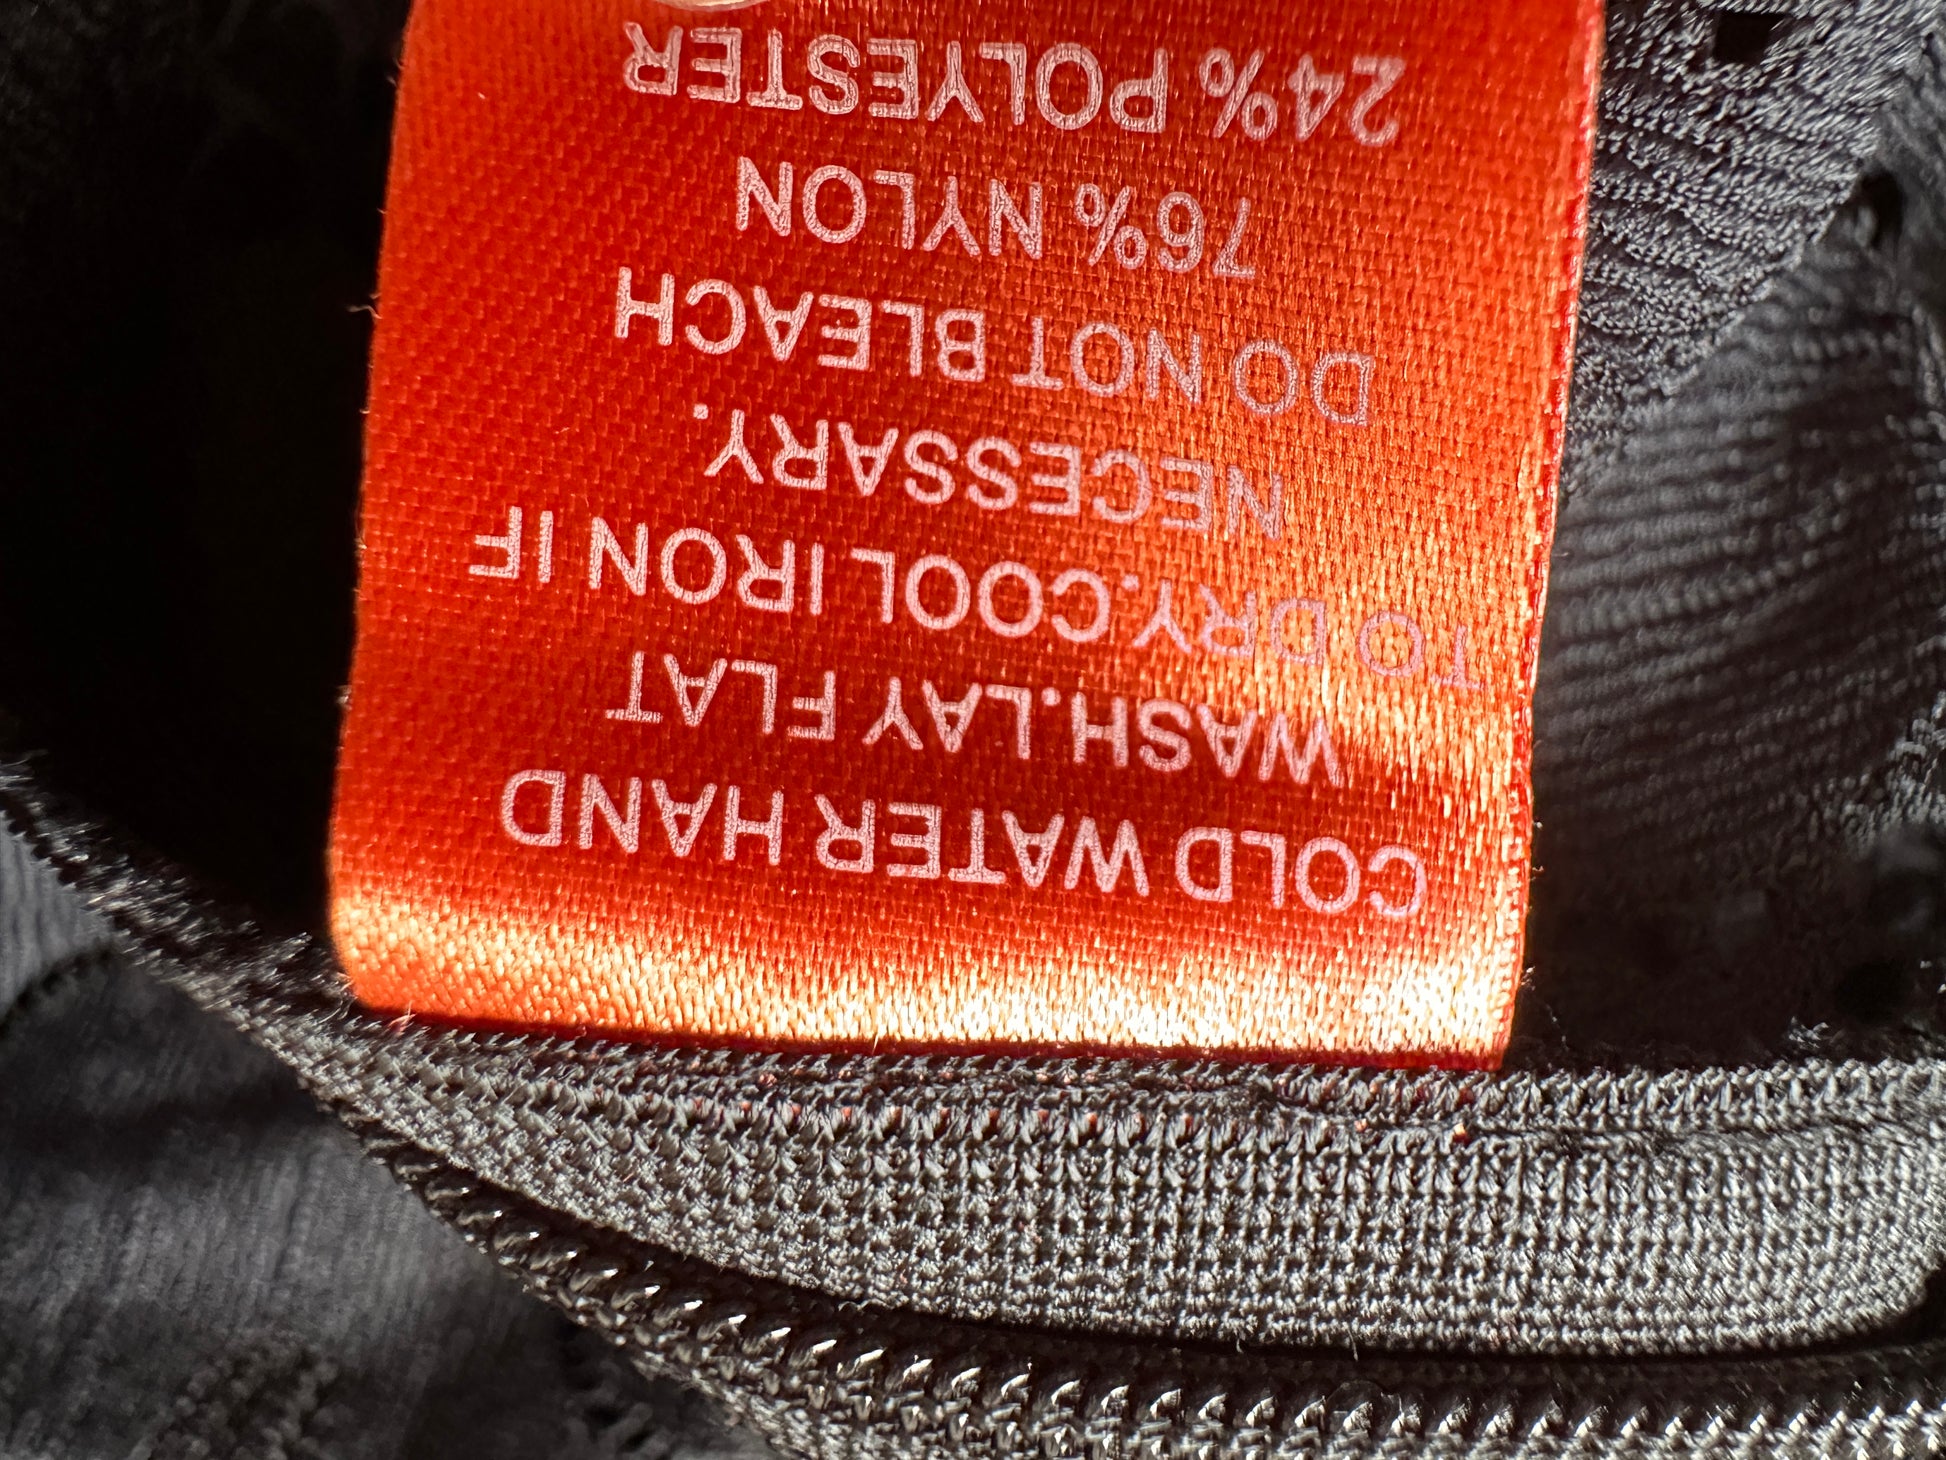 COLD WATER HAND
WASH.LAY FLAT
TO DRY.COOL IRON IF
NECESSARY.
DO NOT BLEACH
76% NYLON
24% POLYESTER